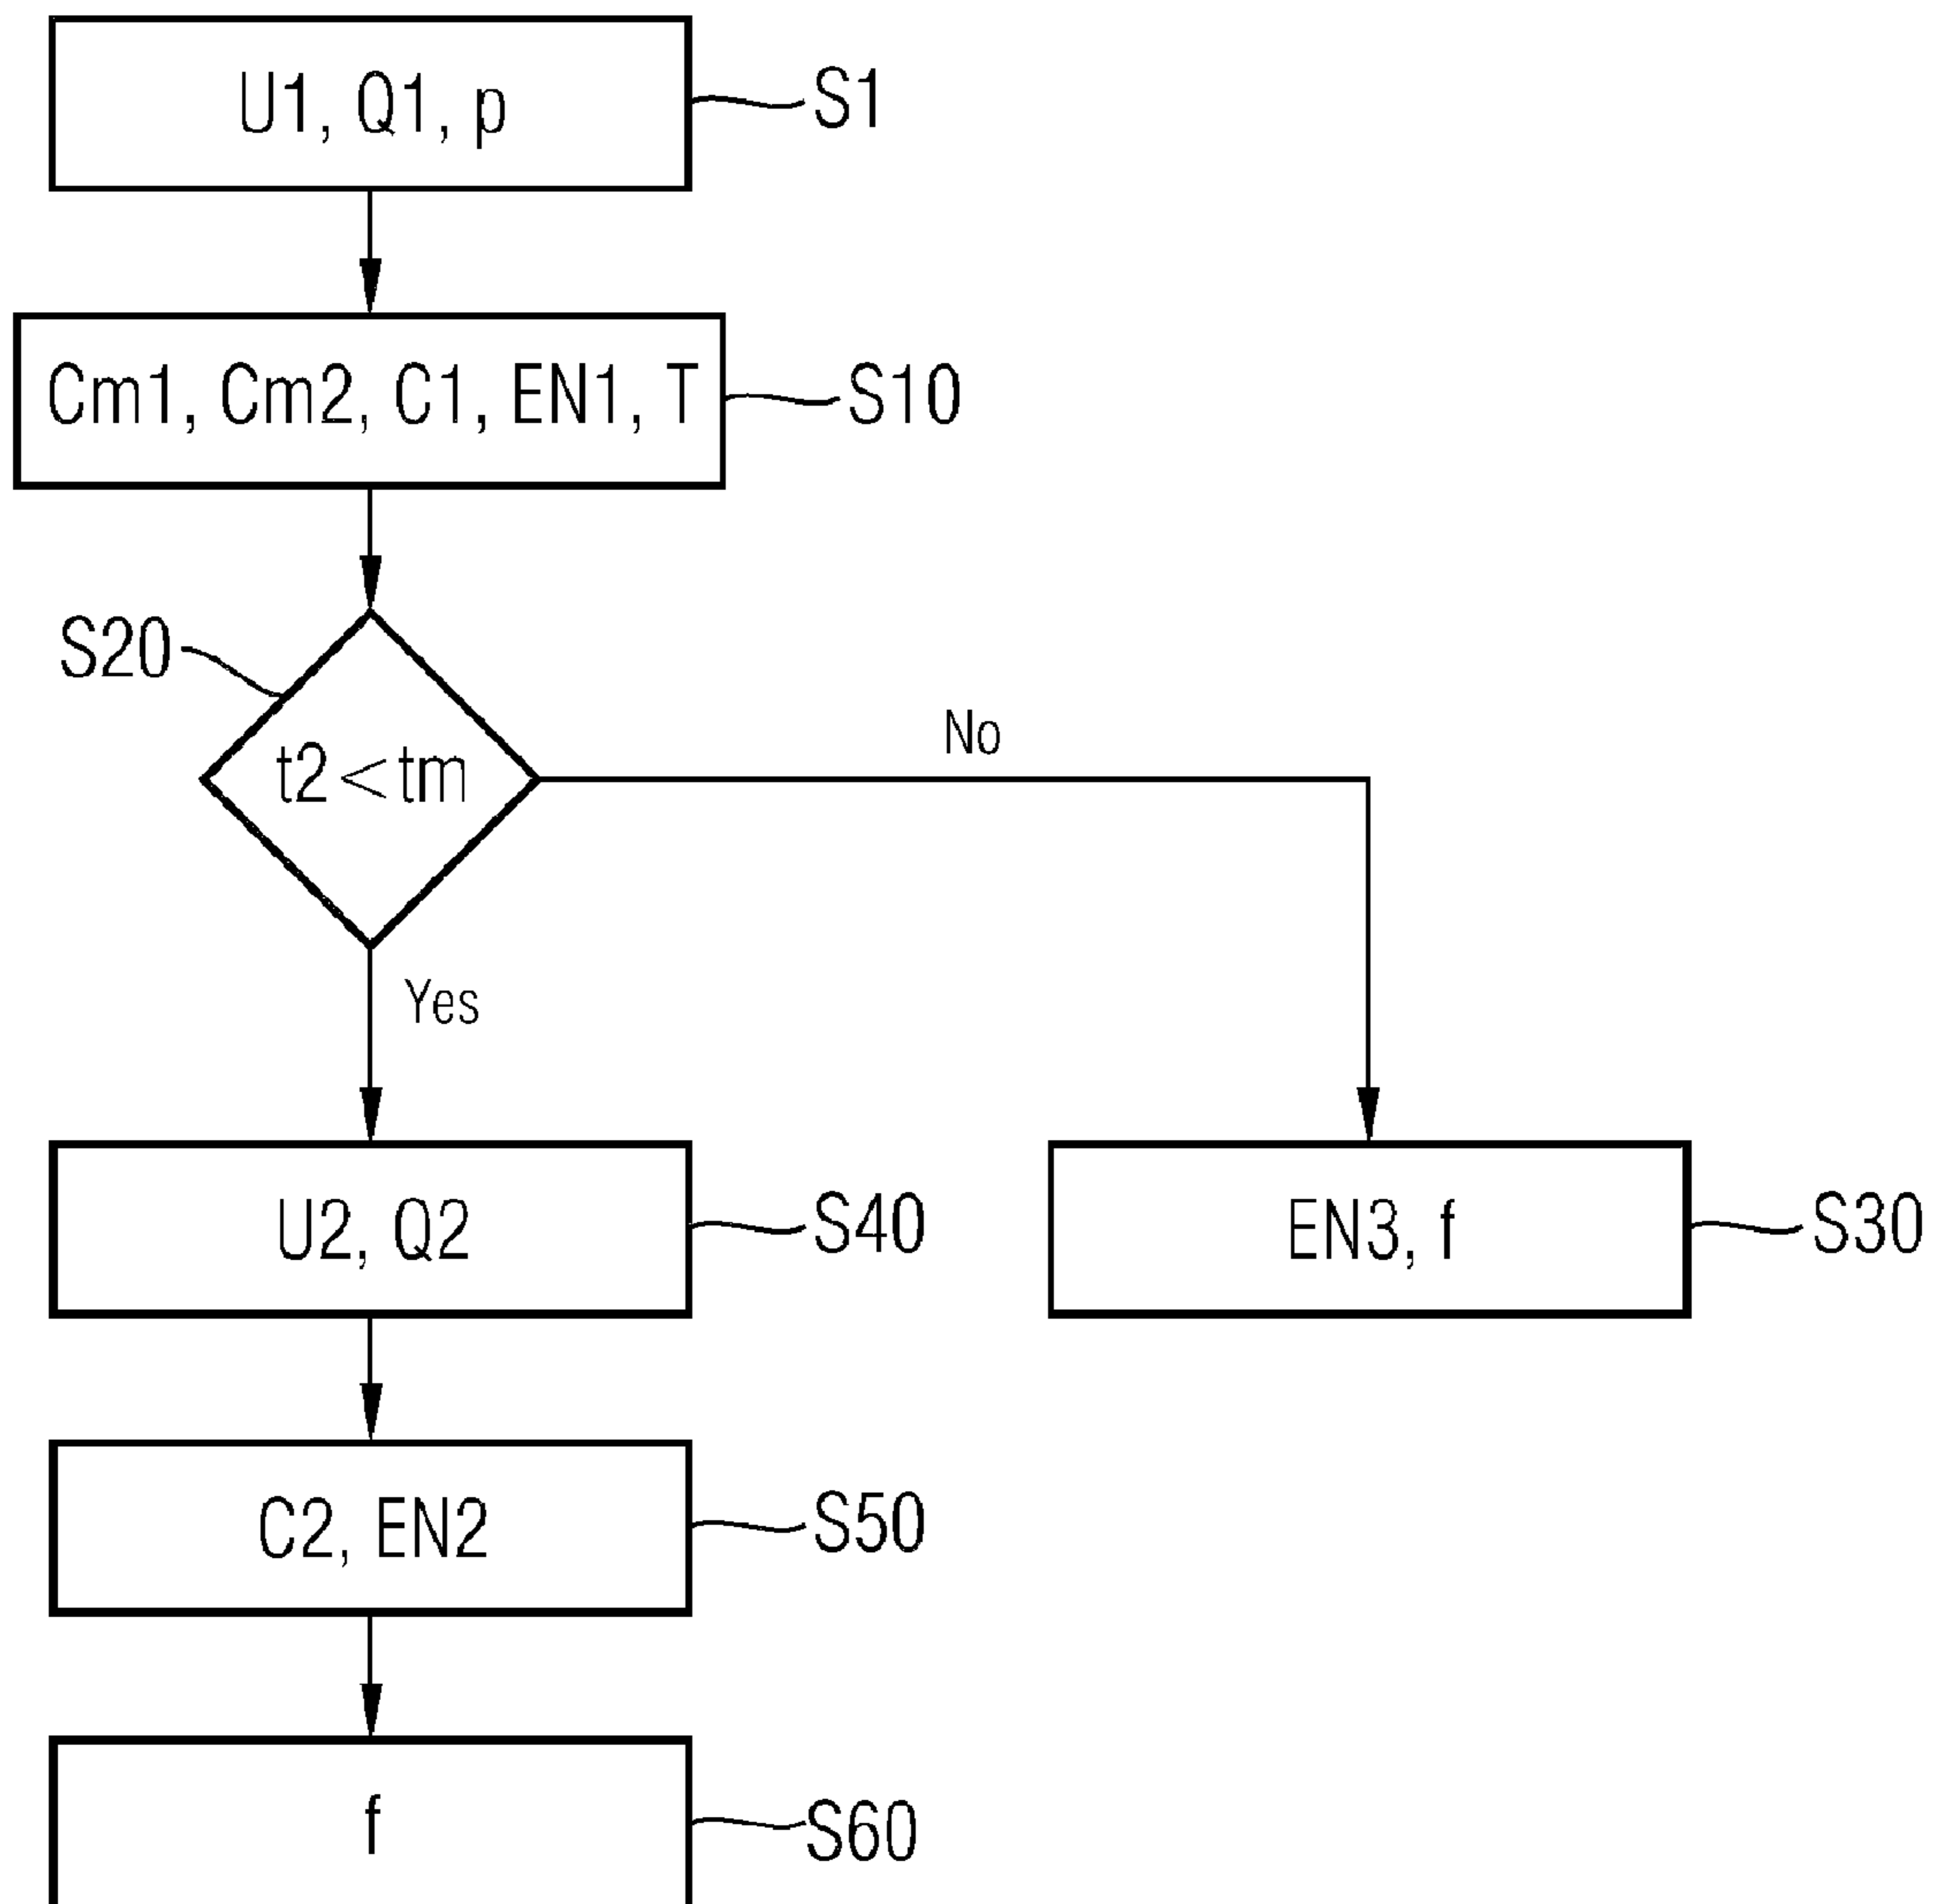 U1, Q1, p
S1
Cm1, Cm2, C1, EN1, T
S10
S20
t2<tm
No
Yes
U2, Q2
S40
EN3, f
S30
C2, EN2
S50
f
S60